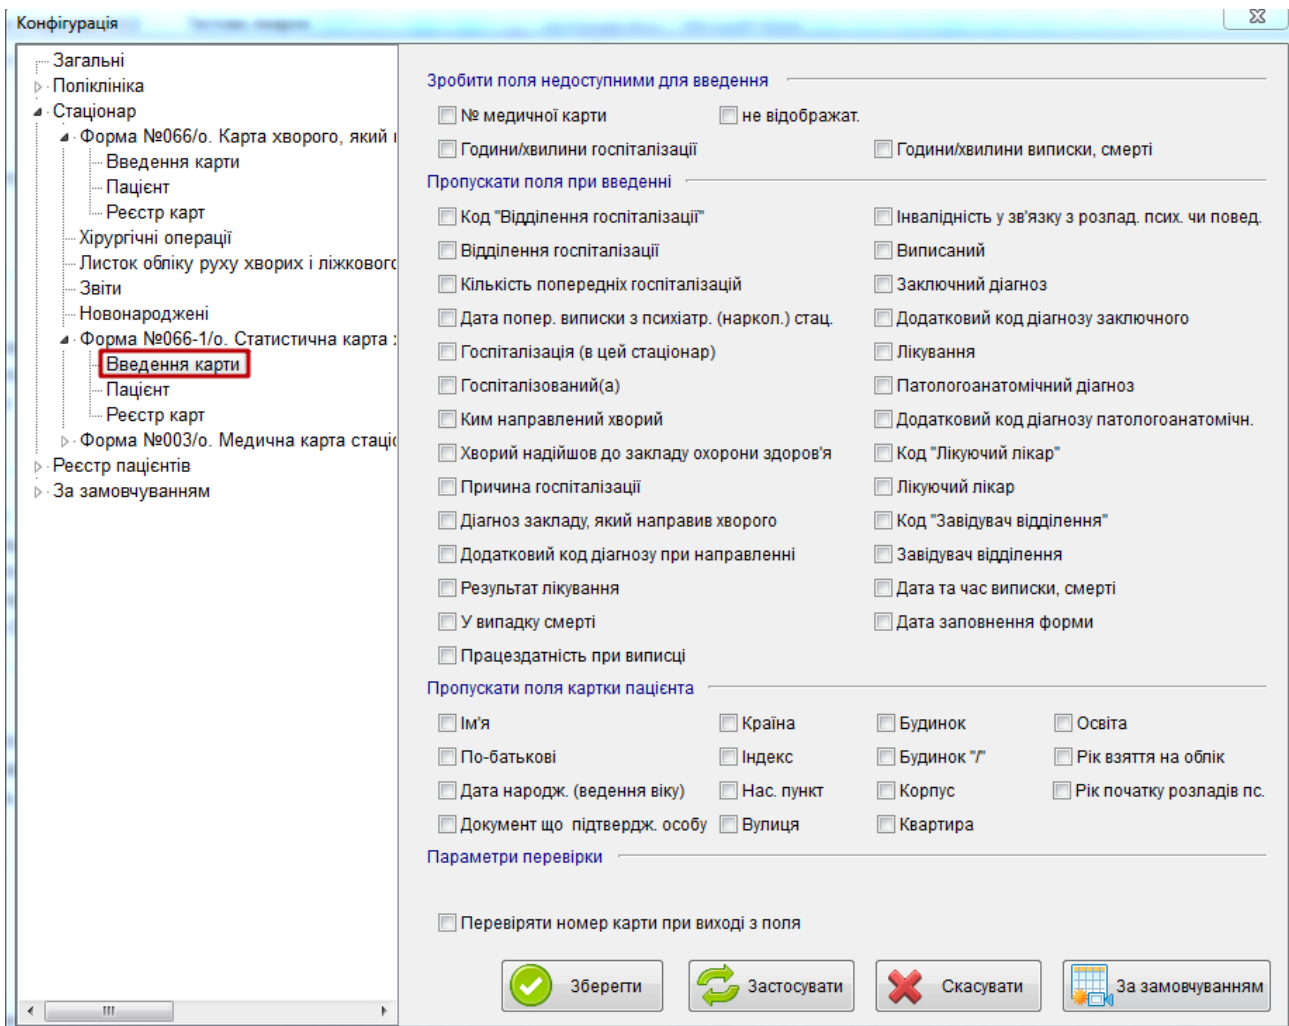 Конфігурація
Загальні
Поліклініка
Стаціонар
Форма №066/о. Карта хворого, який
Введення карти
Пацієнт
Реєстр карт
Хірургічні операції
Листок обліку руху хворих і ліжкового
Звіти
Новонароджені
Форма №066-1/о. Статистична карта
Введення карти
Пацієнт
Реєстр карт
Форма №003/о. Медична карта стаціо
Реєстр пацієнтів
За замовчуванням
Зробити поля недоступними для введення
№ медичної карти не відображат.
Години/хвилини госпіталізації Години/хвилини виписки, смерті
Пропускати поля при введенні
Код "Відділення госпіталізації" Інвалідність у зв'язку з розлад. псих. чи повед.
Відділення госпіталізації Виписаний
Кількість попередніх госпіталізацій Заключний діагноз
Дата попер. виписки з психіатр. (наркол.) стац. Додатковий код діагнозу заключного
Госпіталізація (в цей стаціонар) Лікування
Госпіталізований(а) Патологоанатомічний діагноз
Ким направлений хворий Додатковий код діагнозу патологоанатомічн.
Хворий надійшов до закладу охорони здоров'я Код "Лікуючий лікар"
Причина госпіталізації Лікуючий лікар
Діагноз закладу, який направив хворого Код "Завідувач відділення"
Додатковий код діагнозу при направленні Завідувач відділення
Результат лікування Дата та час виписки, смерті
У випадку смерті Дата заповнення форми
Працездатність при виписці
Пропускати поля картки пацієнта
Ім'я Країна Будинок Освіта
По-батькові Індекс Будинок "/" Рік взяття на облік
Дата народж. (ведення віку) Нас. пункт Корпус Рік початку розладів пс.
Документ що підтвердж. особу Вулиця Квартира
Параметри перевірки
Перевіряти номер карти при виході з поля
Зберегти Застосувати Скасувати За замовчуванням